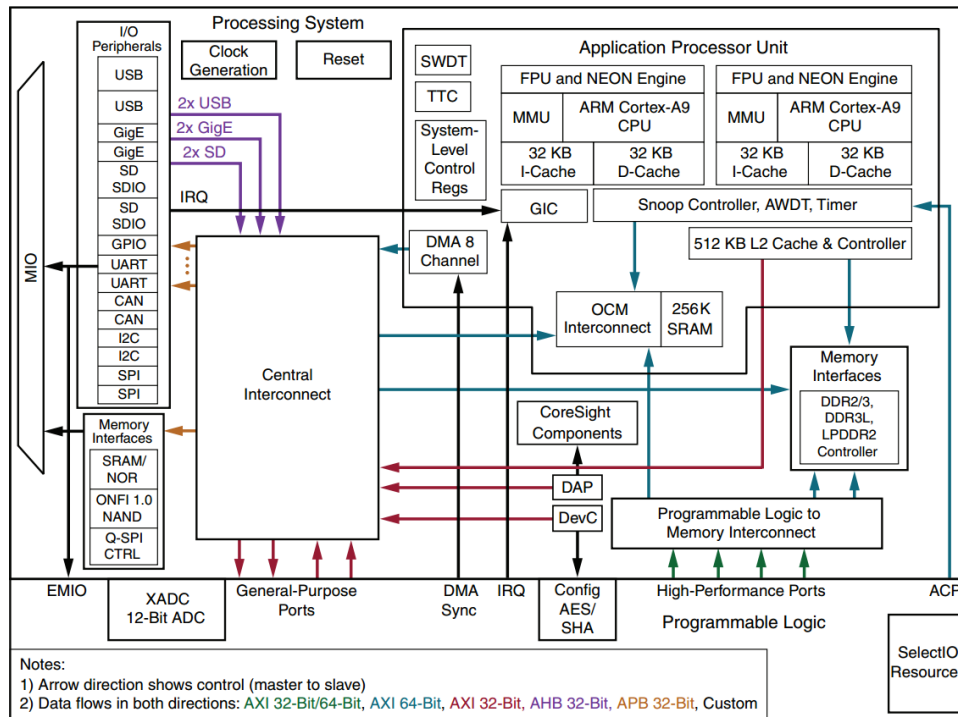 Processing System
I/O
Peripherals
USB
USB
GigE
GigE
SD
SDIO
SD
SDIO
GPIO
UART
UART
CAN
CAN
I2C
I2C
SPI
SPI
MIO
Clock
Generation
Reset
2x USB
2x GigE
2x SD
IRQ
Application Processor Unit
SWDT
TTC
System-
Level
Control
Regs
FPU and NEON Engine
MMU
ARM Cortex-A9
CPU
32 KB
I-Cache
32 KB
D-Cache
FPU and NEON Engine
MMU
ARM Cortex-A9
CPU
32 KB
I-Cache
32 KB
D-Cache
GIC
Snoop Controller, AWDT, Timer
DMA 8
Channel
512 KB L2 Cache & Controller
OCM
Interconnect
256K
SRAM
Central
Interconnect
Memory
Interfaces
DDR2/3,
DDR3L,
LPDDR2
Controller
CoreSight
Components
DAP
DevC
Programmable Logic to
Memory Interconnect
Memory
Interfaces
SRAM/
NOR
ONFI 1.0
NAND
Q-SPI
CTRL
EMIO
XADC
12-Bit ADC
General-Purpose
Ports
DMA
Sync
IRQ
Config
AES/
SHA
High-Performance Ports
ACP
Programmable Logic
SelectIO
Resources
Notes:
1) Arrow direction shows control (master to slave)
2) Data flows in both directions: AXI 32-Bit/64-Bit, AXI 64-Bit, AXI 32-Bit, AHB 32-Bit, APB 32-Bit, Custom